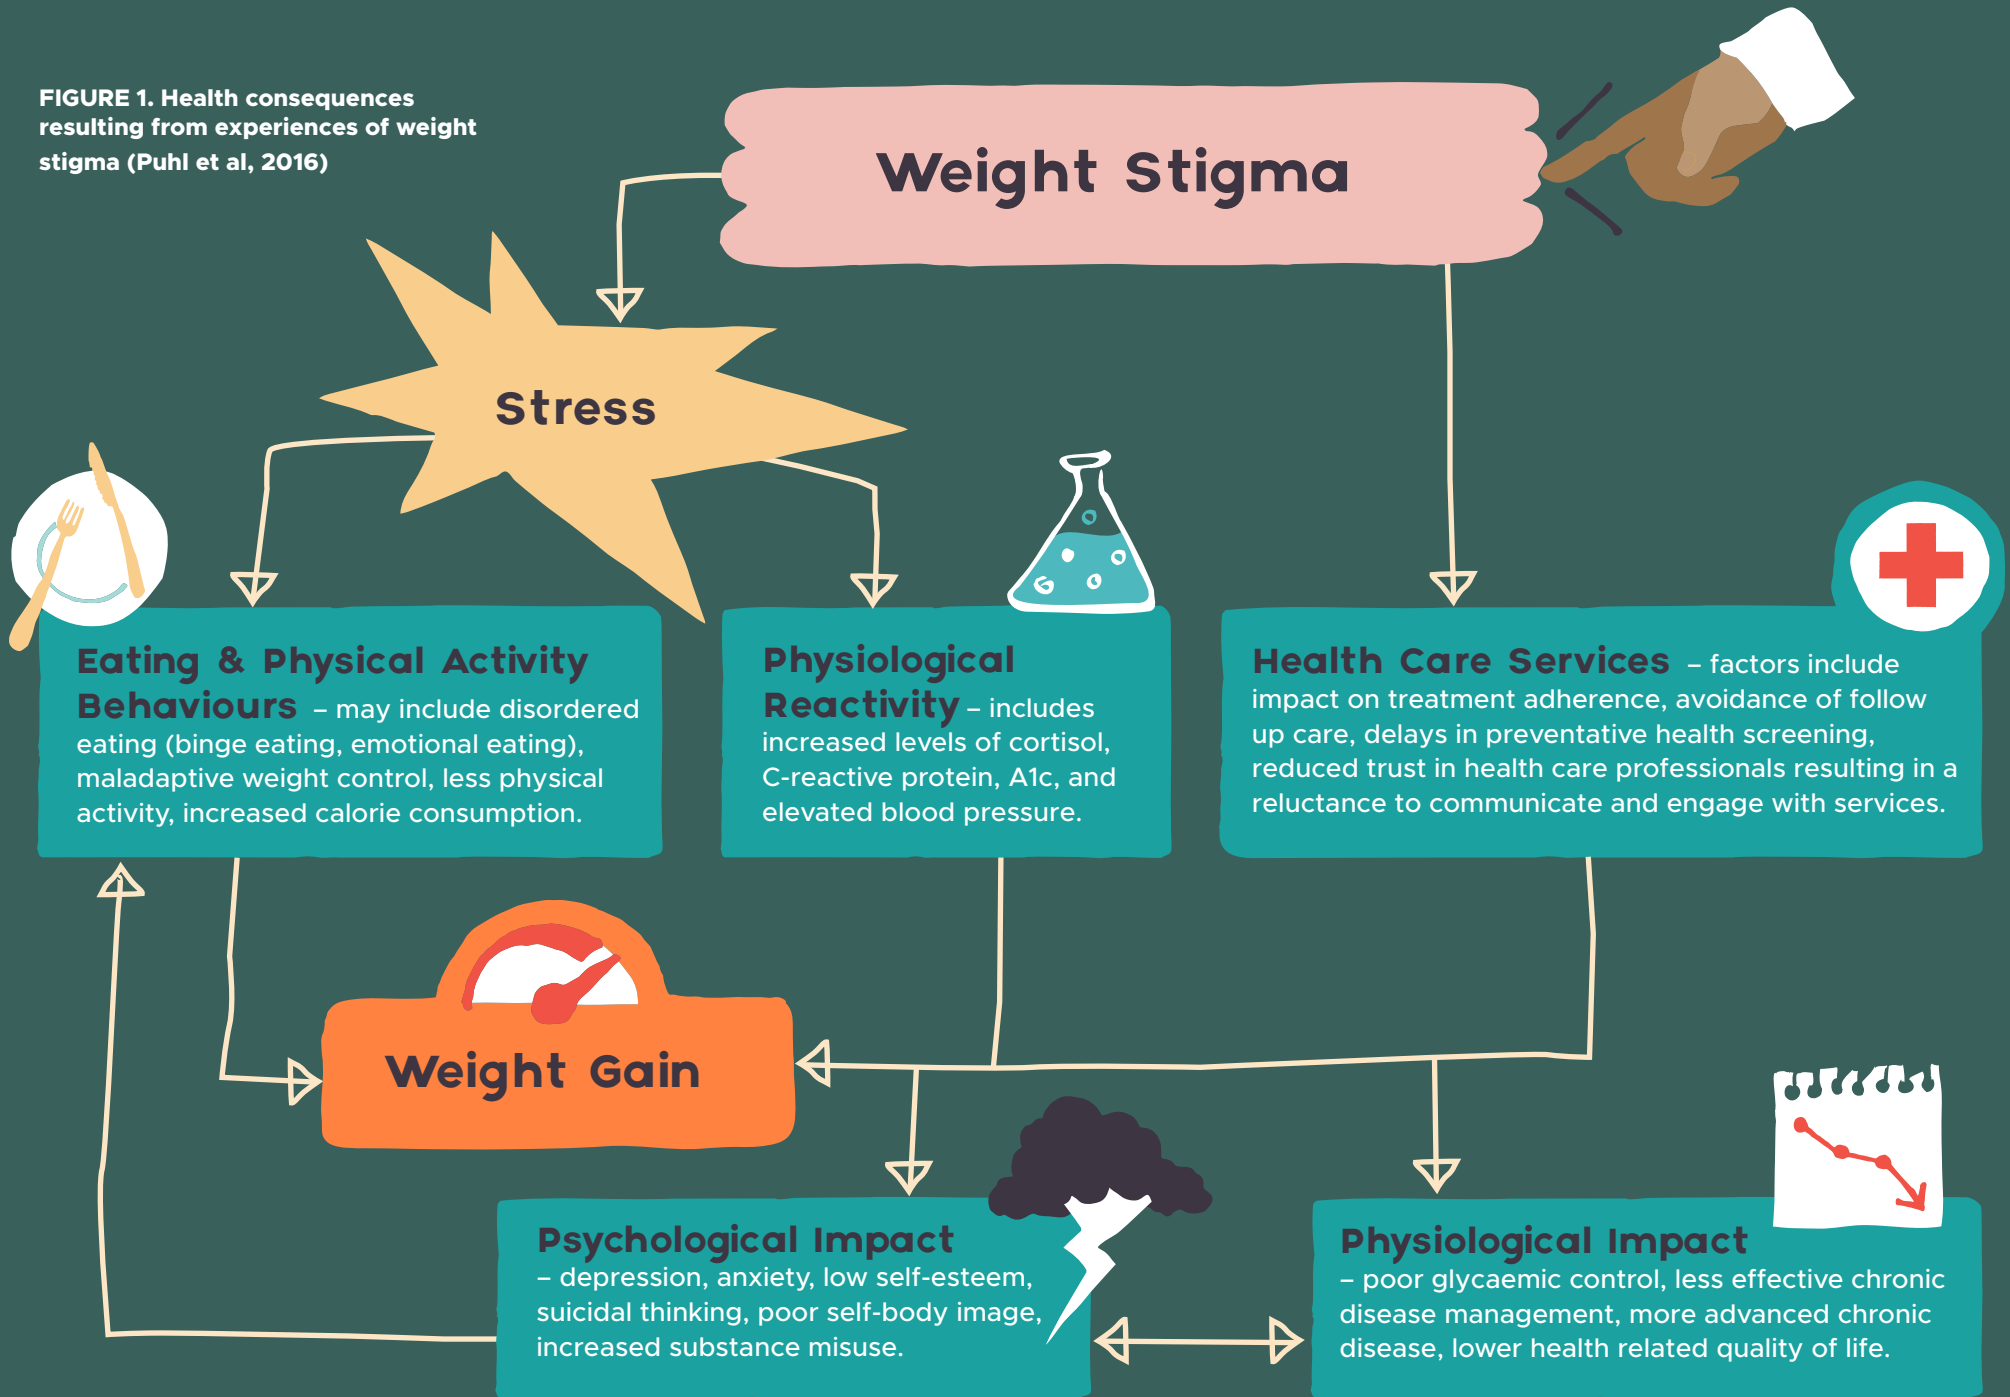 FIGURE 1. Health consequences
resulting from experiences of weight
stigma (Puhl et al, 2016)
Weight Stigma
Stress
Eating & Physical Activity
Behaviours – may include disordered
eating (binge eating, emotional eating),
maladaptive weight control, less physical
activity, increased calorie consumption.
Physiological
Reactivity – includes
increased levels of cortisol,
C-reactive protein, A1c, and
elevated blood pressure.
Health Care Services – factors include
impact on treatment adherence, avoidance of follow
up care, delays in preventative health screening,
reduced trust in health care professionals resulting in a
reluctance to communicate and engage with services.
Weight Gain
Psychological Impact
– depression, anxiety, low self-esteem,
suicidal thinking, poor self-body image,
increased substance misuse.
Physiological Impact
– poor glycaemic control, less effective chronic
disease management, more advanced chronic
disease, lower health related quality of life.